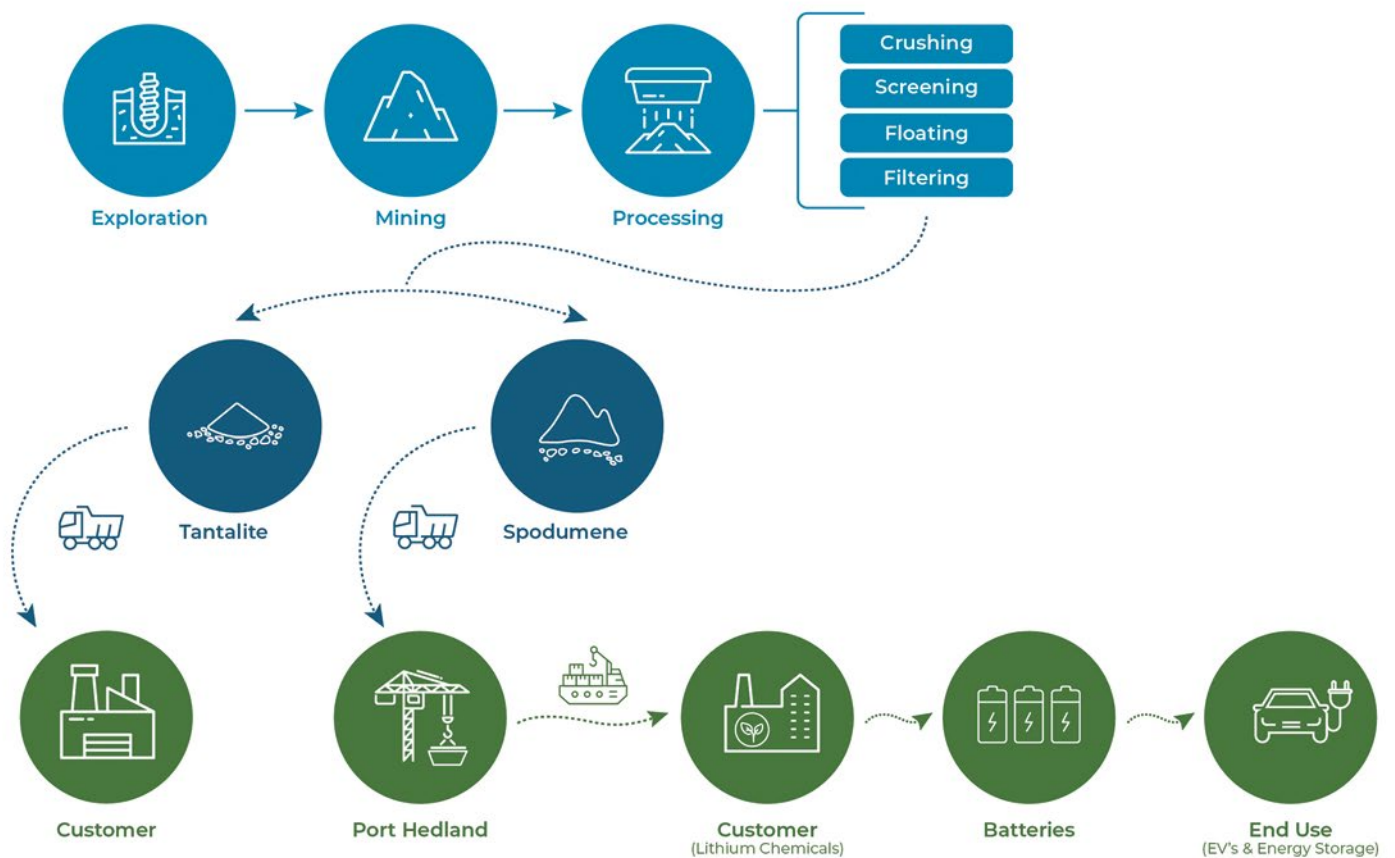 Crushing
Screening
Floating
Filtering
Exploration
Mining
Processing
Tantalite
Spodumene
Customer
Port Hedland
Customer
(Lithium Chemicals)
Batteries
End Use
(EV's & Energy Storage)